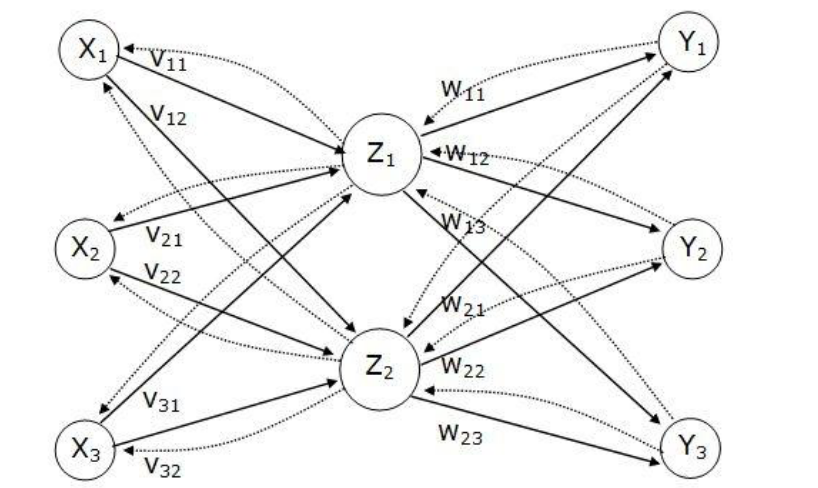 X₁
V₁₁
V₁₂
X₂
V₂₁
V₂₂
X₃
V₃₁
V₃₂
Z₁
Z₂
W₁₁
W₁₂
W₁₃
W₂₁
W₂₂
W₂₃
Y₁
Y₂
Y₃